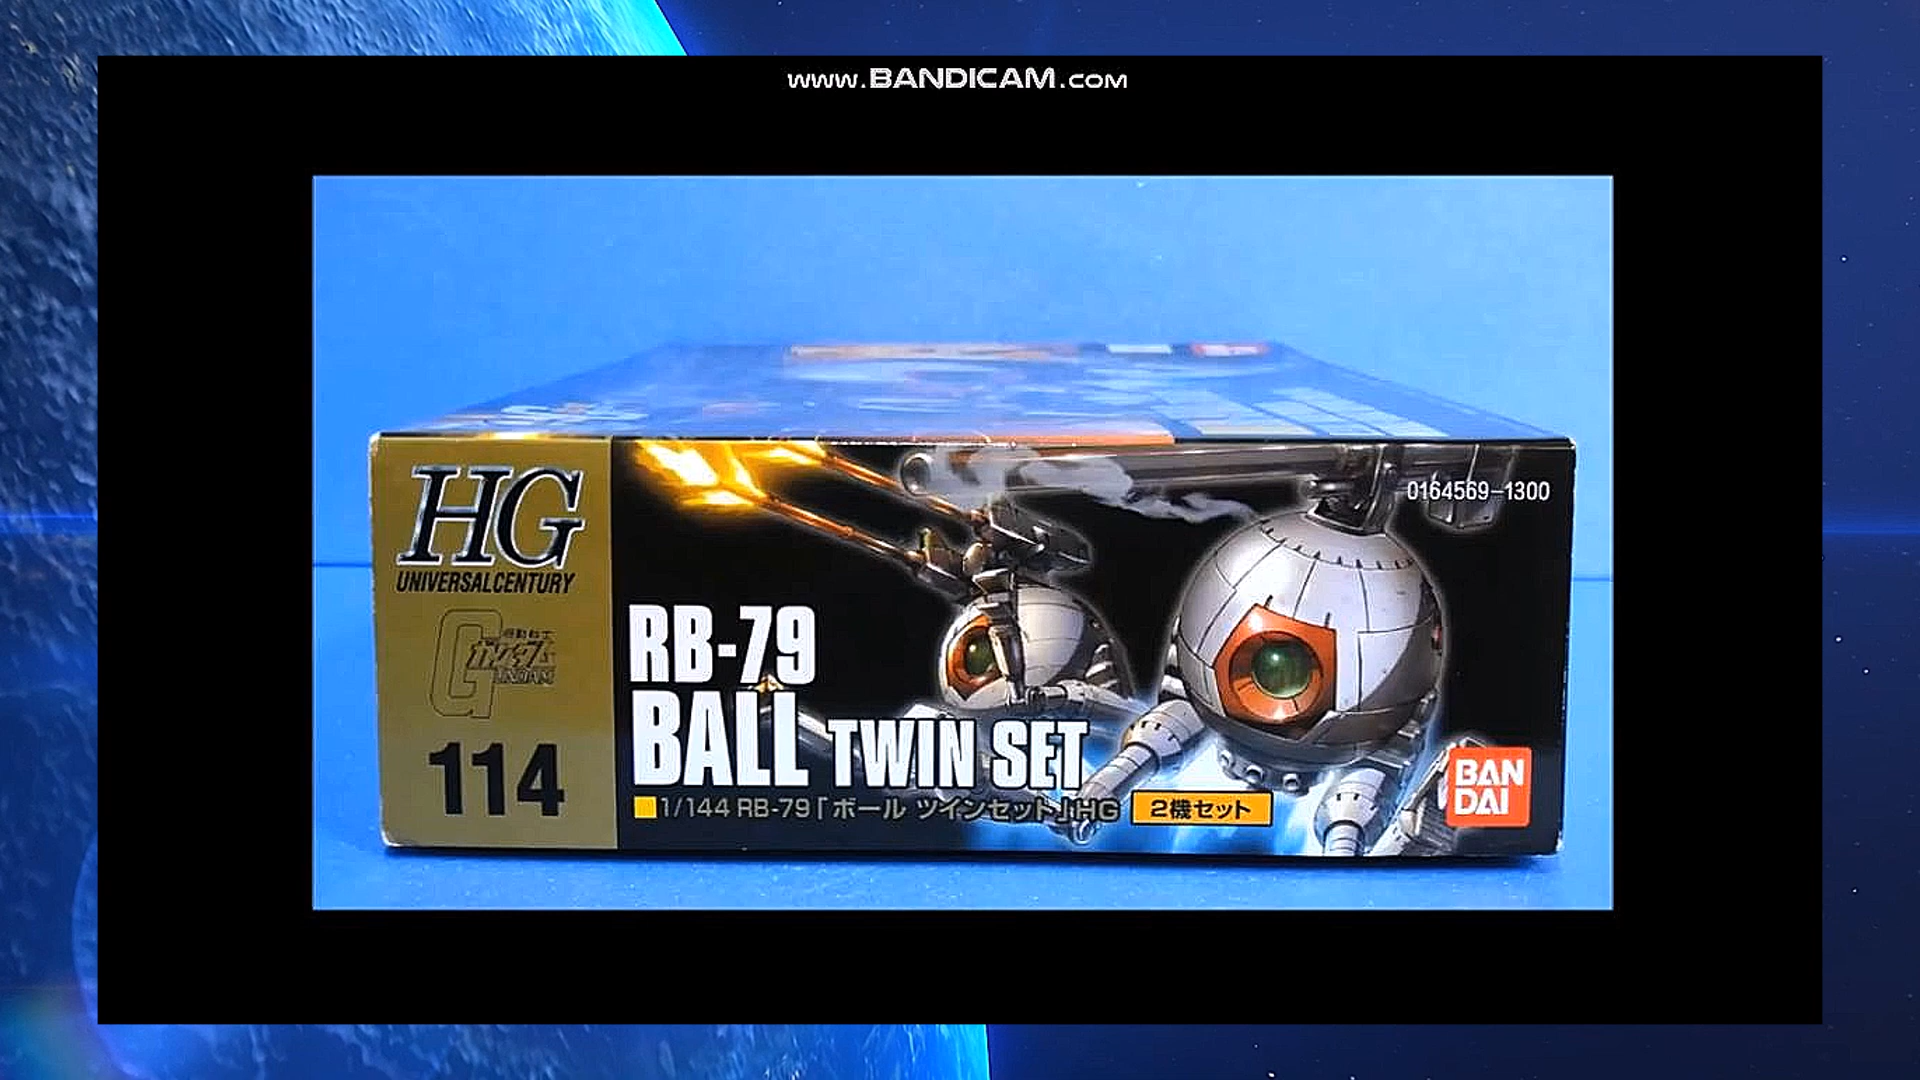 www.BANDICAM.com
HG
UNIVERSAL CENTURY
機動戦士
ガンダム
GUNDAM
114
0164569-1300
RB-79
BALL TWIN SET
1/144 RB-79「ボール ツインセット」HG
2機セット
BAN
DAI